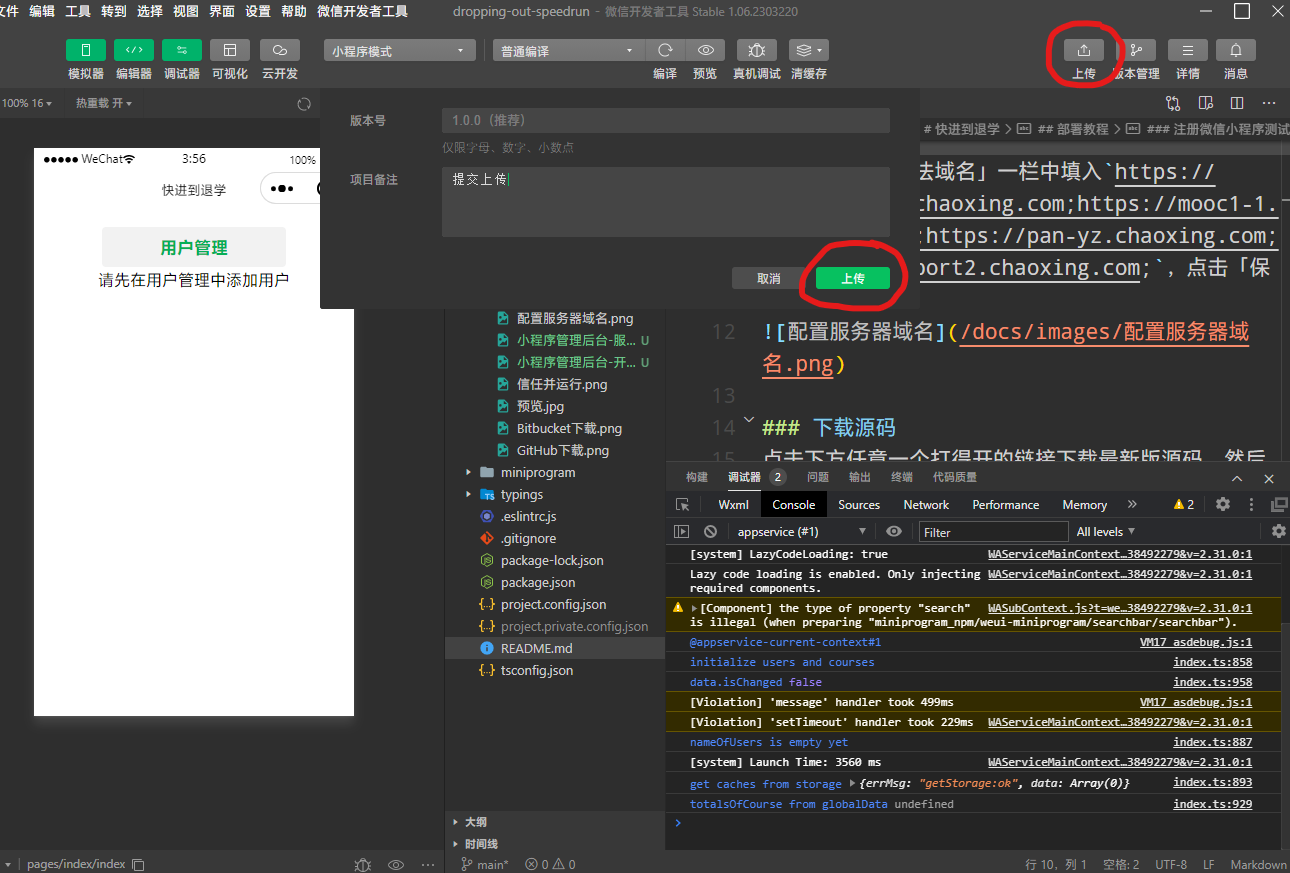 文件 编辑 工具 转到 选择 视图 界面 设置 帮助 微信开发者工具
dropping-out-speedrun - 微信开发者工具 Stable 1.06.2303220
小程序模式
普通编译
模拟器 编辑器 调试器 可视化 云开发
编译 预览 真机调试 清缓存
上传 版本管理 详情 消息
100% 16
热重载 开
版本号
1.0.0（推荐）
仅限字母、数字、小数点
项目备注
提交上传
取消
上传
WeChat
3:56
100%
快进到退学
用户管理
请先在用户管理中添加用户
# 快进到退学 > ## 部署教程 > ### 注册微信小程序测试
法域名」一栏中填入`https://
chaoxing.com;https://mooc1-1.
;https://pan-yz.chaoxing.com;
port2.chaoxing.com;`，点击「保
12
![配置服务器域名](/docs/images/配置服务器域
名.png)
13
14
### 下载源码
15
点击下方任意一个打得开的链接下载最新版源码，然后
配置服务器域名.png
小程序管理后台-服... U
小程序管理后台-开... U
信任并运行.png
预览.jpg
Bitbucket下载.png
GitHub下载.png
miniprogram
typings
.eslintrc.js
.gitignore
package-lock.json
package.json
project.config.json
project.private.config.json
README.md
tsconfig.json
大纲
时间线
构建 调试器 2 问题 输出 终端 代码质量
Wxml Console Sources Network Performance Memory » 2
appservice (#1)
Filter
All levels
[system] LazyCodeLoading: true WAServiceMainContext…38492279&v=2.31.0:1
Lazy code loading is enabled. Only injecting WAServiceMainContext…38492279&v=2.31.0:1
required components.
[Component] the type of property "search" WASubContext.js?t=we…38492279&v=2.31.0:1
is illegal (when preparing "miniprogram_npm/weui-miniprogram/searchbar/searchbar").
@appservice-current-context#1 VM17 asdebug.js:1
initialize users and courses index.ts:858
data.isChanged false index.ts:958
[Violation] 'message' handler took 499ms VM17 asdebug.js:1
[Violation] 'setTimeout' handler took 229ms WAServiceMainContext…38492279&v=2.31.0:1
nameOfUsers is empty yet index.ts:887
[system] Launch Time: 3560 ms WAServiceMainContext…38492279&v=2.31.0:1
get caches from storage {errMsg: "getStorage:ok", data: Array(0)} index.ts:893
totalsOfCourse from globalData undefined index.ts:929
pages/index/index
main* 0 0
行 10，列 1 空格: 2 UTF-8 LF Markdown